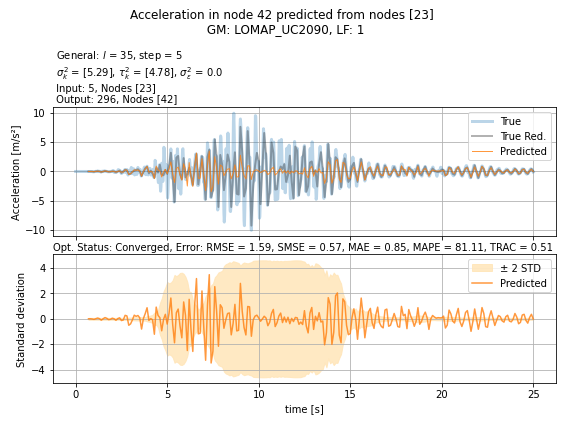 Acceleration in node 42 predicted from nodes [23]
GM: LOMAP_UC2090, LF: 1
General: l = 35, step = 5
σ²ₖ = [5.29], τ²ₖ = [4.78], σ²ε = 0.0
Input: 5, Nodes [23]
Output: 296, Nodes [42]
Acceleration [m/s²]
10
5
0
−5
−10
True
True Red.
Predicted
Opt. Status: Converged, Error: RMSE = 1.59, SMSE = 0.57, MAE = 0.85, MAPE = 81.11, TRAC = 0.51
Standard deviation
4
2
0
−2
−4
± 2 STD
Predicted
0 5 10 15 20 25
time [s]